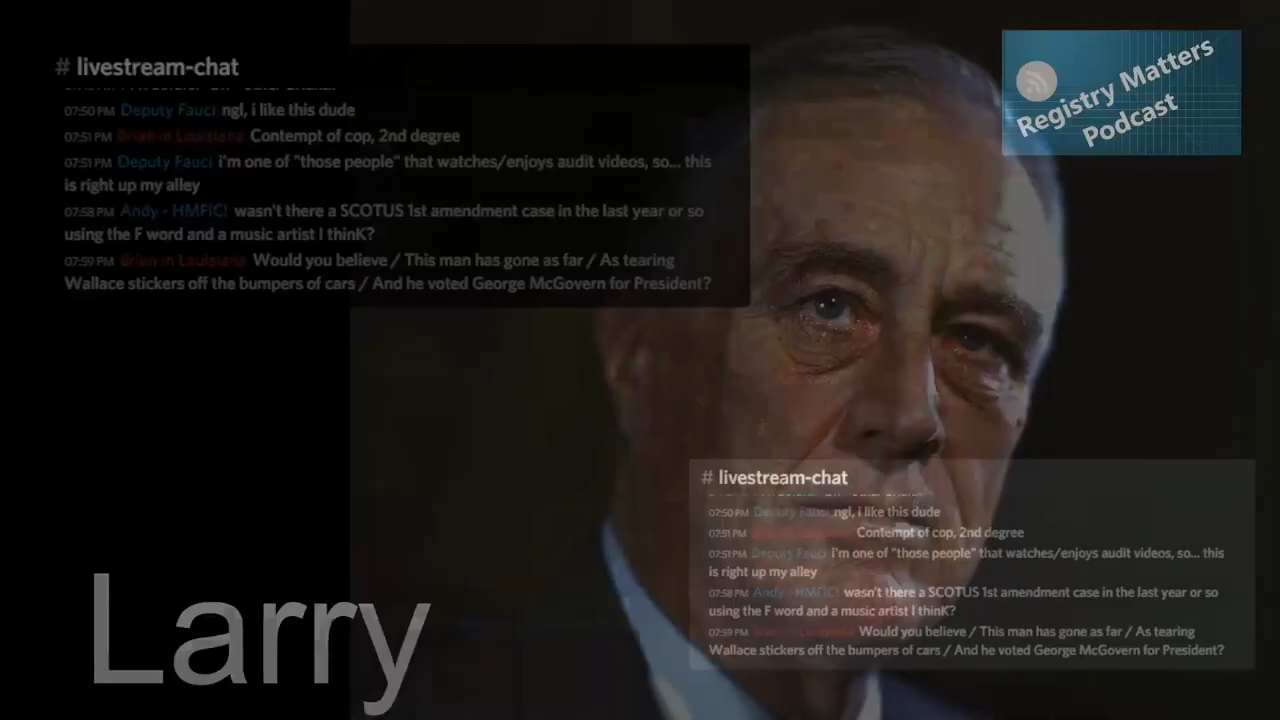 # livestream-chat
07:50 PM Deputy Fauci ngl, i like this dude
07:51 PM Brian in Louisiana Contempt of cop, 2nd degree
07:51 PM Deputy Fauci i'm one of "those people" that watches/enjoys audit videos, so... this
is right up my alley
07:58 PM Andy - HMFIC! wasn't there a SCOTUS 1st amendment case in the last year or so
using the F word and a music artist I thinK?
07:59 PM Brian in Louisiana Would you believe / This man has gone as far / As tearing
Wallace stickers off the bumpers of cars / And he voted George McGovern for President?
Registry Matters
Podcast
# livestream-chat
07:50 PM Deputy Fauci ngl, i like this dude
07:51 PM Contempt of cop, 2nd degree
07:51 PM Deputy Fauci i'm one of "those people" that watches/enjoys audit videos, so... this
is right up my alley
07:58 PM Andy - HMFIC! wasn't there a SCOTUS 1st amendment case in the last year or so
using the F word and a music artist I thinK?
07:59 PM Would you believe / This man has gone as far / As tearing
Wallace stickers off the bumpers of cars / And he voted George McGovern for President?
Larry